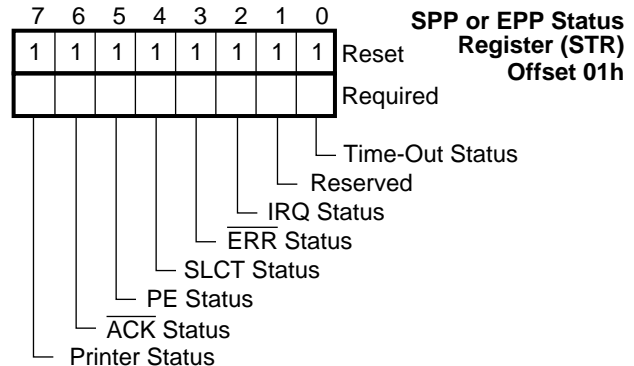 7 6 5 4 3 2 1 0
SPP or EPP Status
Register (STR)
Offset 01h
1 1 1 1 1 1 1 1 Reset
Required
Time-Out Status
Reserved
IRQ Status
E̅R̅R̅ Status
SLCT Status
PE Status
A̅C̅K̅ Status
Printer Status